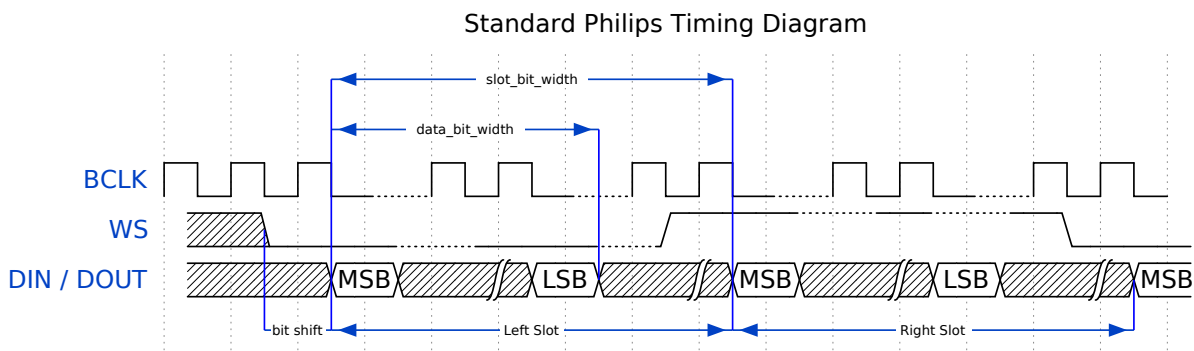 Standard Philips Timing Diagram
slot_bit_width
data_bit_width
BCLK
WS
DIN / DOUT
MSB
LSB
MSB
LSB
MSB
bit shift
Left Slot
Right Slot